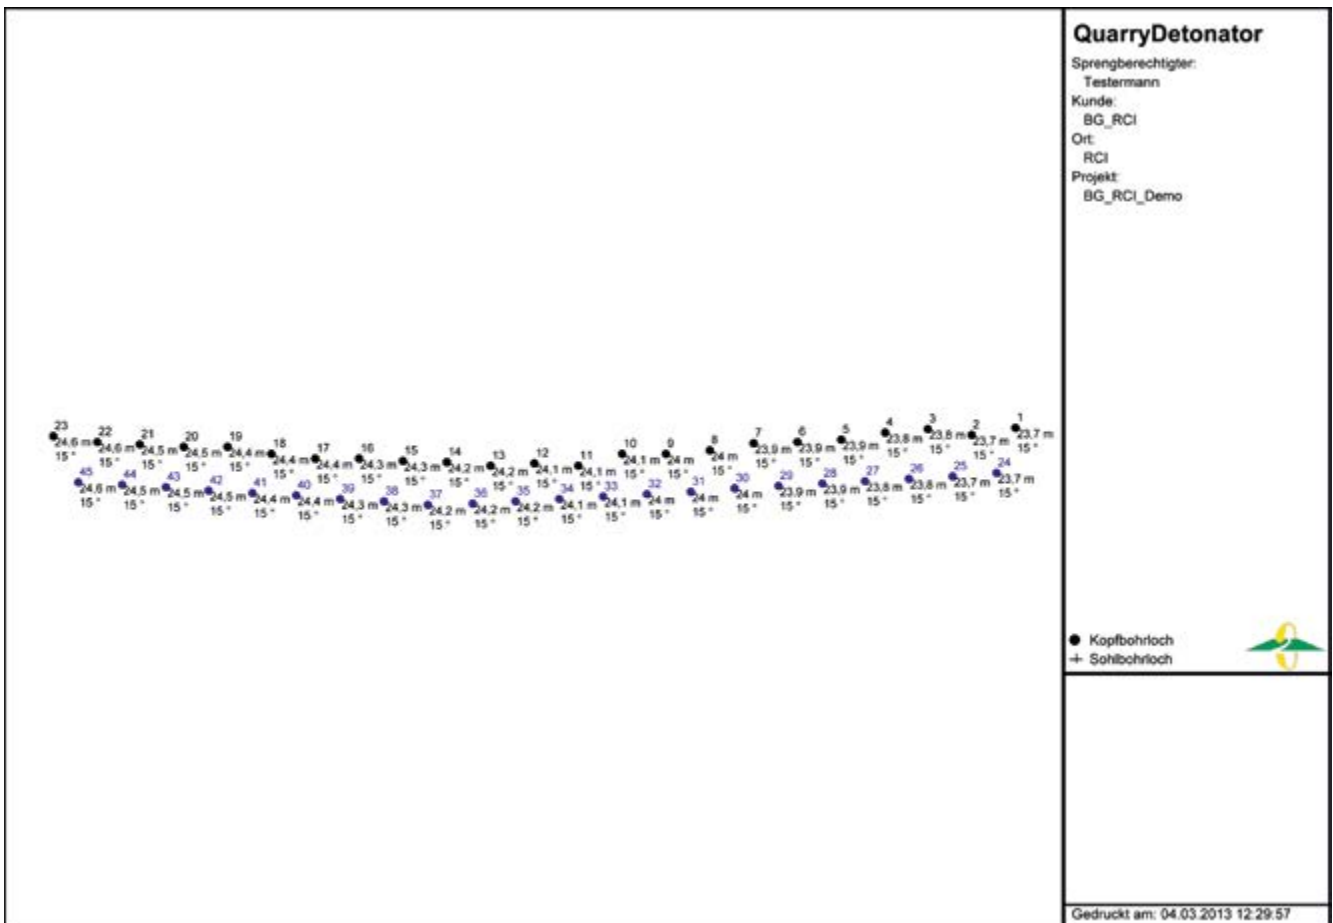 QuarryDetonator
Sprengberechtigter:
Testermann
Kunde:
BG_RCI
Ort:
RCI
Projekt:
BG_RCI_Demo
23
24,6 m
15 °
22
24,6 m
15 °
21
24,5 m
15 °
20
24,5 m
15 °
19
24,4 m
15 °
18
24,4 m
15 °
17
24,4 m
15 °
16
24,3 m
15 °
15
24,3 m
15 °
14
24,2 m
15 °
13
24,2 m
15 °
12
24,1 m
15 °
11
24,1 m
15 °
10
24,1 m
15 °
9
24 m
15 °
8
24 m
15 °
7
23,9 m
15 °
6
23,9 m
15 °
5
23,9 m
15 °
4
23,8 m
15 °
3
23,8 m
15 °
2
23,7 m
15 °
1
23,7 m
15 °
45
24,6 m
15 °
44
24,5 m
15 °
43
24,5 m
15 °
42
24,5 m
15 °
41
24,4 m
15 °
40
24,4 m
15 °
39
24,3 m
15 °
38
24,3 m
15 °
37
24,2 m
15 °
36
24,2 m
15 °
35
24,2 m
15 °
34
24,1 m
15 °
33
24,1 m
15 °
32
24 m
15 °
31
24 m
15 °
30
24 m
15 °
29
23,9 m
15 °
28
23,9 m
15 °
27
23,8 m
15 °
26
23,8 m
15 °
25
23,7 m
15 °
24
23,7 m
15 °
Kopfbohrloch
Sohlbohrloch
Gedruckt am: 04.03.2013 12:29:57